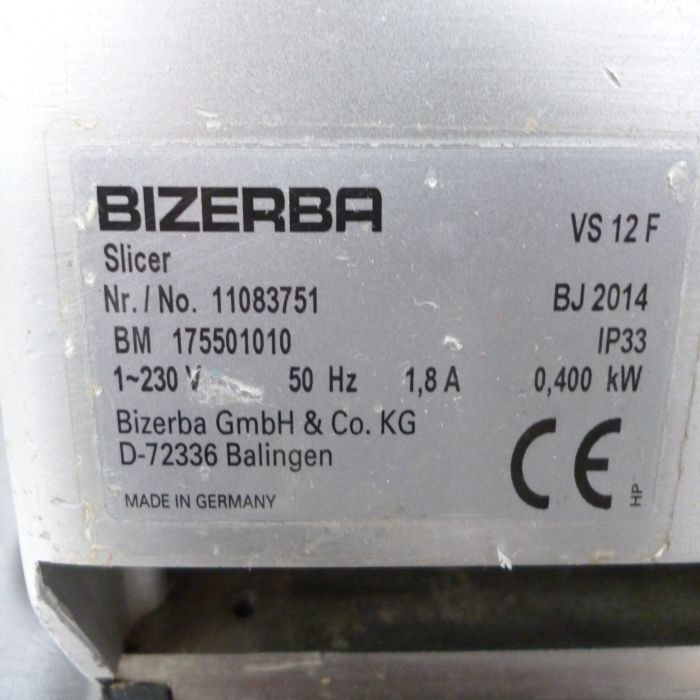 BIZERBA
VS 12 F
Slicer
Nr. / No. 11083751 BJ 2014
BM 175501010 IP33
1~230 V 50 Hz 1,8 A 0,400 kW
Bizerba GmbH & Co. KG
D-72336 Balingen
CE
HP
MADE IN GERMANY